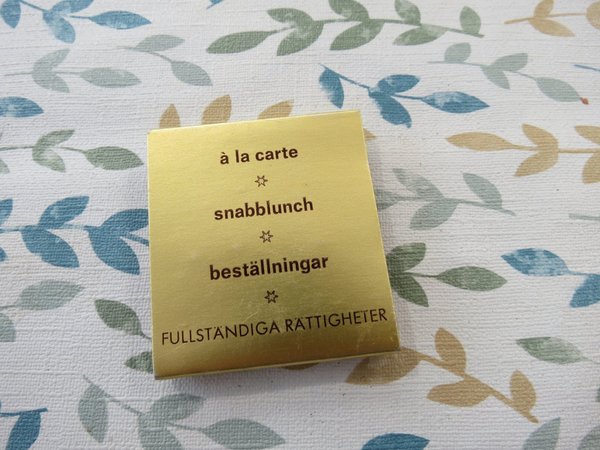 à la carte
snabblunch
beställningar
FULLSTÄNDIGA RÄTTIGHETER